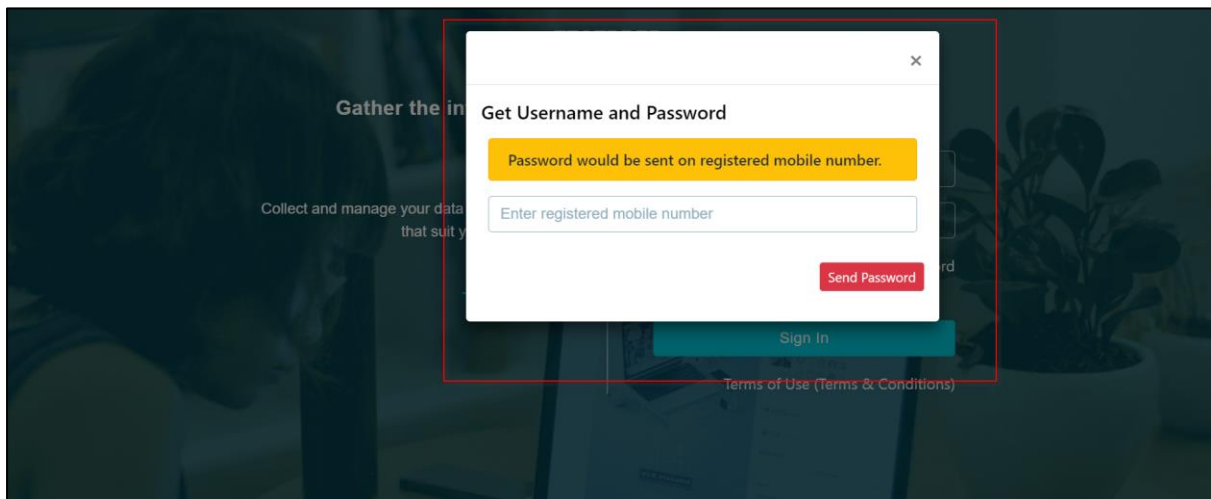 ×
Gather the in
Get Username and Password
Password would be sent on registered mobile number.
Collect and manage your data
that suit y
Enter registered mobile number
rd
Send Password
Sign In
Terms of Use (Terms & Conditions)